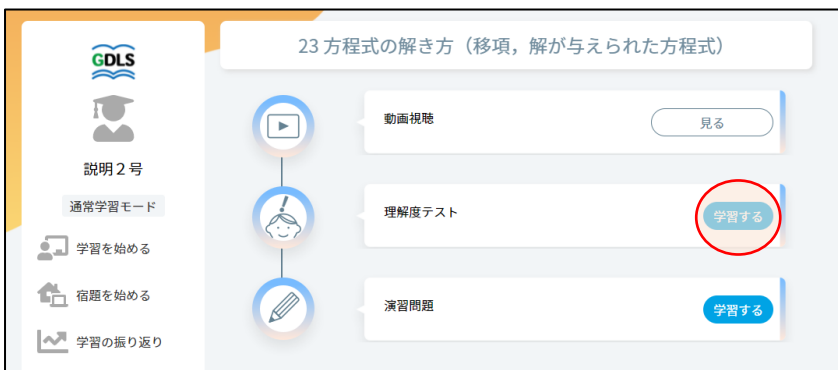 GDLS
説明２号
通常学習モード
学習を始める
宿題を始める
学習の振り返り
23 方程式の解き方（移項，解が与えられた方程式）
動画視聴
見る
理解度テスト
学習する
演習問題
学習する